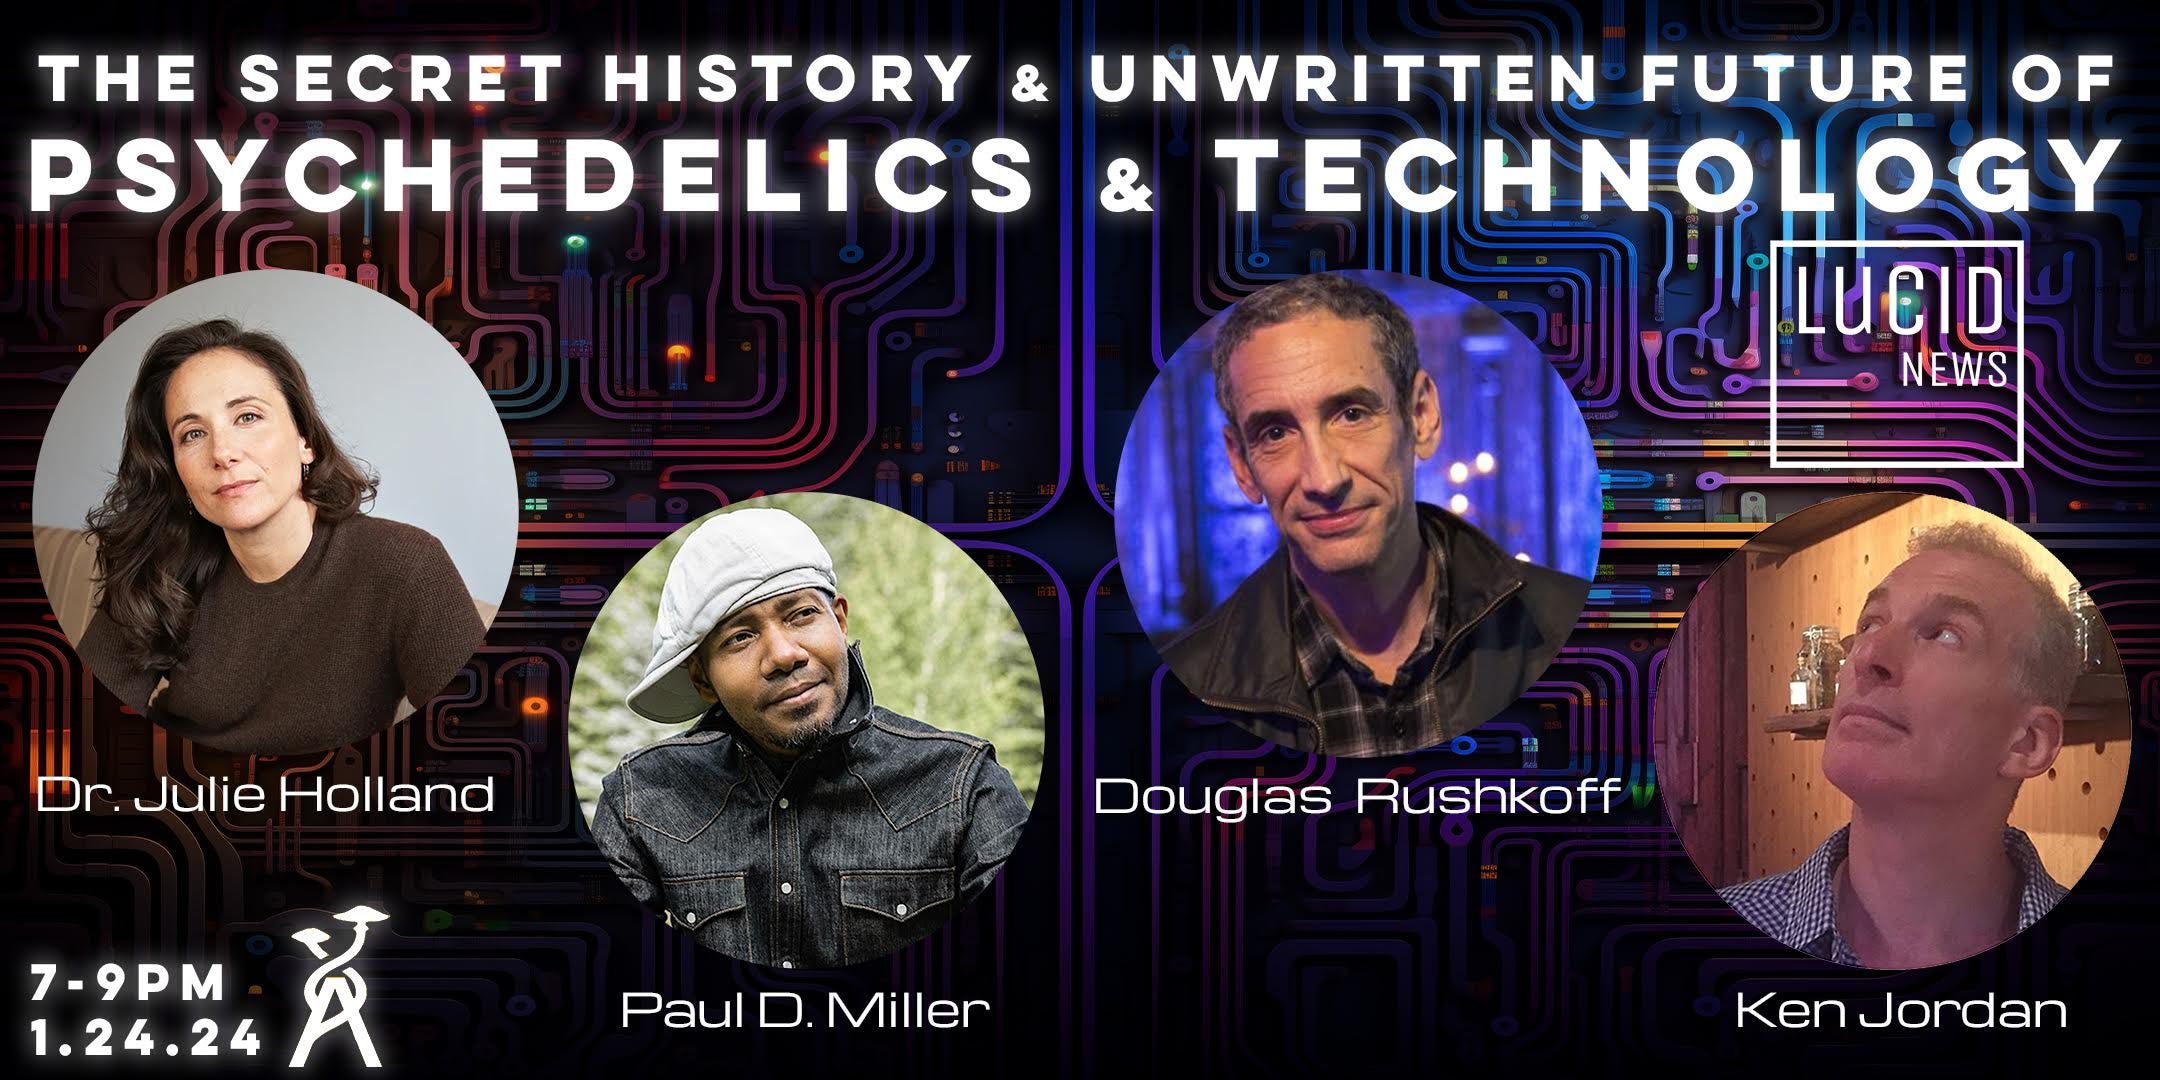 THE SECRET HISTORY & UNWRITTEN FUTURE OF
PSYCHEDELICS & TECHNOLOGY
LUCID
NEWS
Dr. Julie Holland
Douglas Rushkoff
Paul D. Miller
Ken Jordan
7-9PM
1.24.24